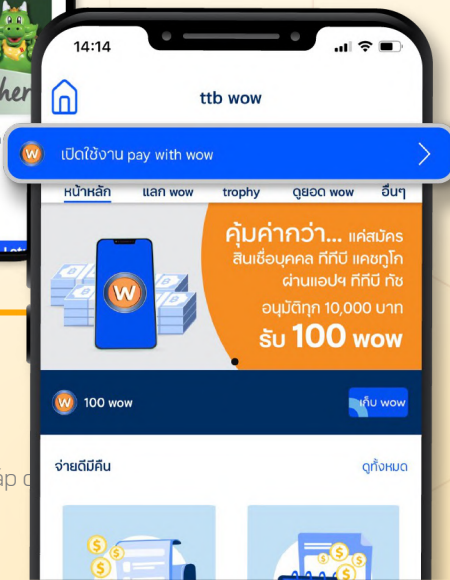 14:14
ttb wow
เปิดใช้งาน pay with wow
หน้าหลัก แลก wow trophy ดูยอด wow อื่นๆ
คุ้มค่ากว่า... แค่สมัคร
สินเชื่อบุคคล ทีทีบี แคชทูโก
ผ่านแอปฯ ทีทีบี ทัช
อนุมัติทุก 10,000 บาท
รับ 100 wow
W
100 wow
เก็บ wow
จ่ายดีมีคืน
ดูทั้งหมด